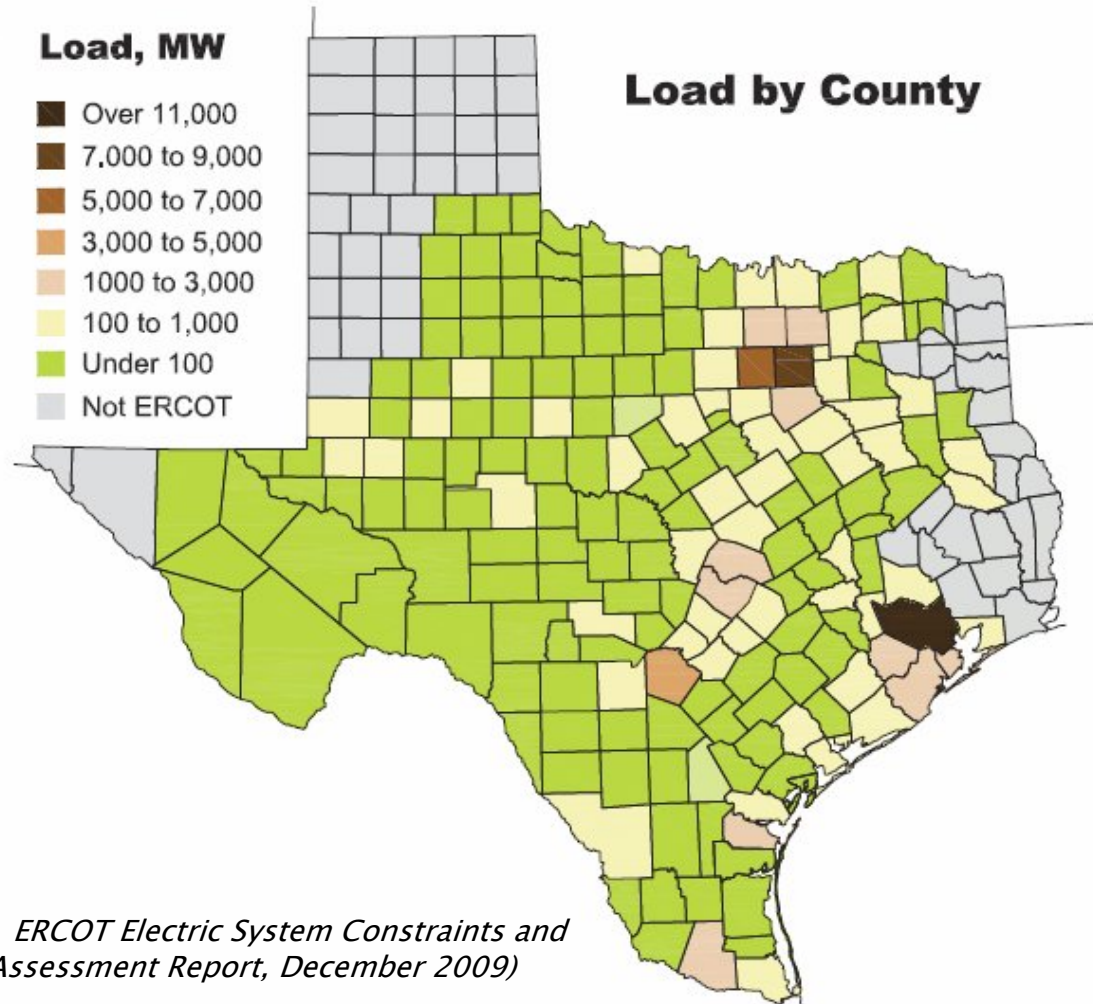 Load, MW
Over 11,000
7.000 to 9,000
5,000 to 7,000
3,000 to 5,000
1000 to 3,000
100 to 1,000
Under 100
Not ERCOT
Load by County
ERCOT Electric System Constraints and
Assessment Report, December 2009)